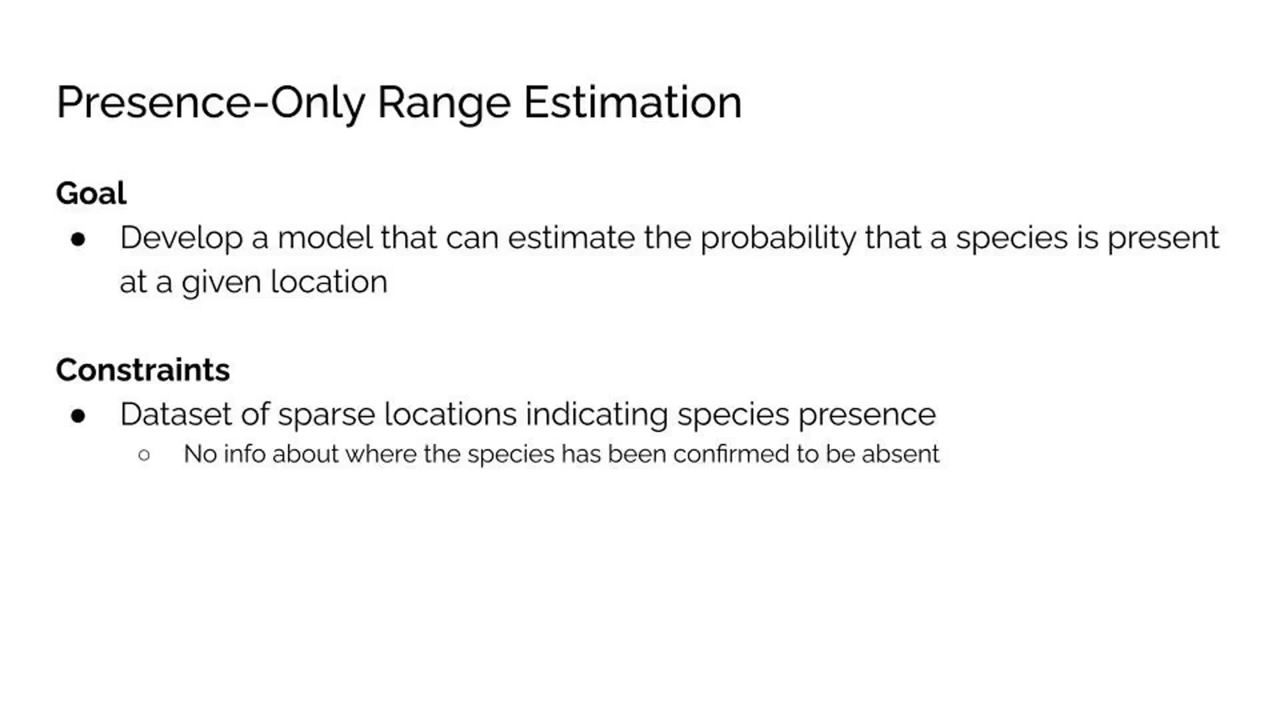 Presence-Only Range Estimation
Goal
● Develop a model that can estimate the probability that a species is present
at a given location
Constraints
● Dataset of sparse locations indicating species presence
○ No info about where the species has been confirmed to be absent